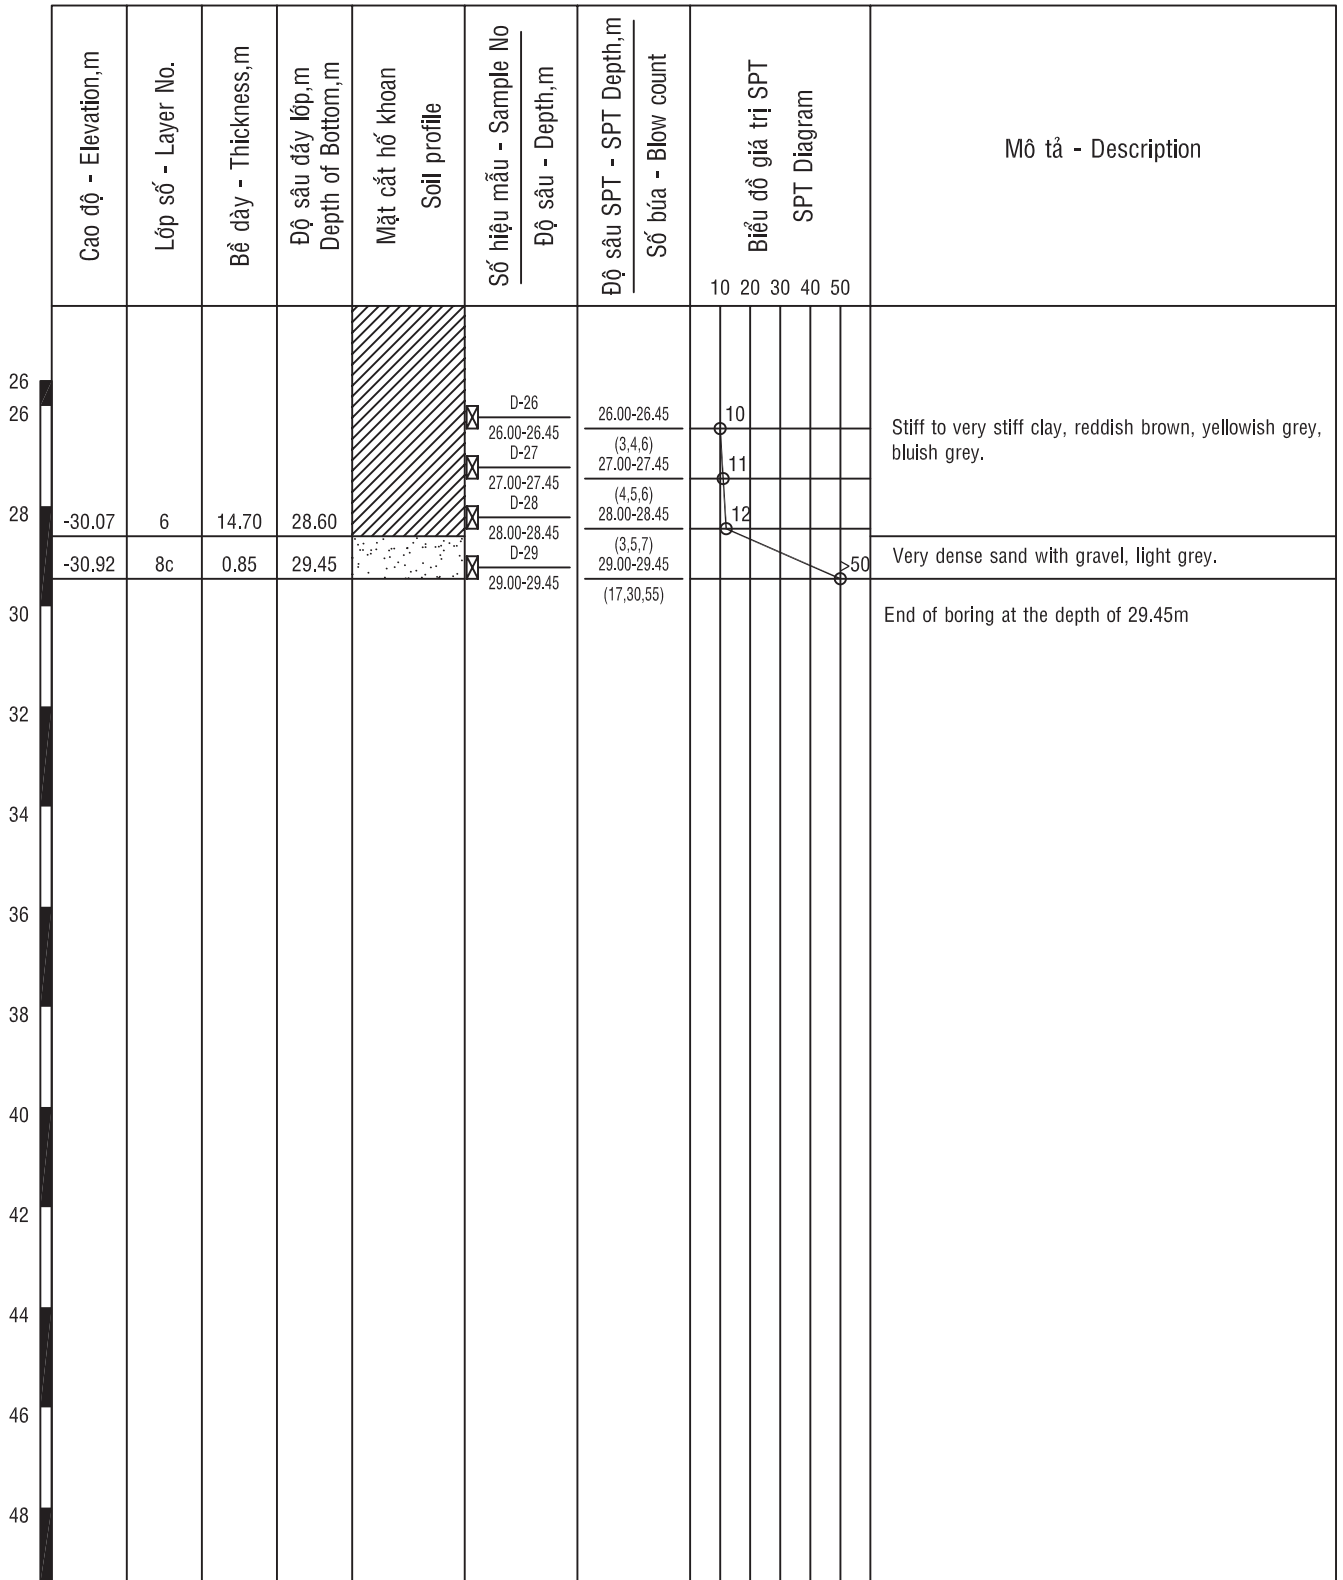 Cao độ - Elevation,m
Lớp số - Layer No.
Bề dày - Thickness,m
Độ sâu đáy lớp,m
Depth of Bottom,m
Mặt cắt hố khoan
Soil profile
Số hiệu mẫu - Sample No
Độ sâu - Depth,m
Độ sâu SPT - SPT Depth,m
Số búa - Blow count
Biểu đồ giá trị SPT
SPT Diagram
10 20 30 40 50
Mô tả - Description
26
26
28
30
32
34
36
38
40
42
44
46
48
-30.07 6 14.70 28.60
-30.92 8c 0.85 29.45
D-26
26.00-26.45
D-27
27.00-27.45
D-28
28.00-28.45
D-29
29.00-29.45
26.00-26.45
(3,4,6)
27.00-27.45
(4,5,6)
28.00-28.45
(3,5,7)
29.00-29.45
(17,30,55)
10
11
12
>50
Stiff to very stiff clay, reddish brown, yellowish grey,
bluish grey.
Very dense sand with gravel, light grey.
End of boring at the depth of 29.45m